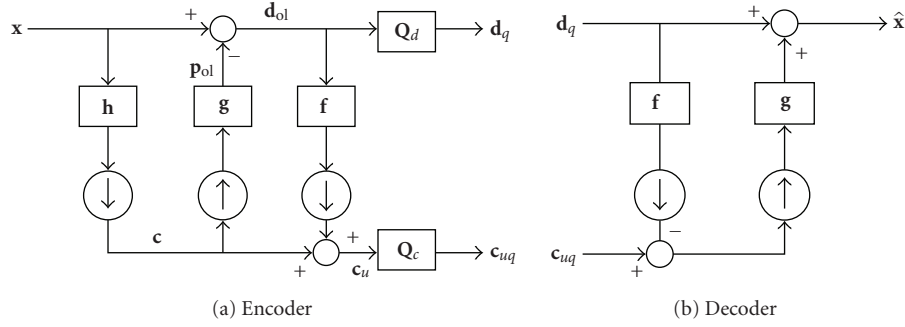 x
+
−
d_ol
Q_d
d_q
p_ol
h
g
f
c
+
+
c_u
Q_c
c_uq
(a) Encoder
d_q
+
+
x̂
f
g
−
c_uq
+
(b) Decoder